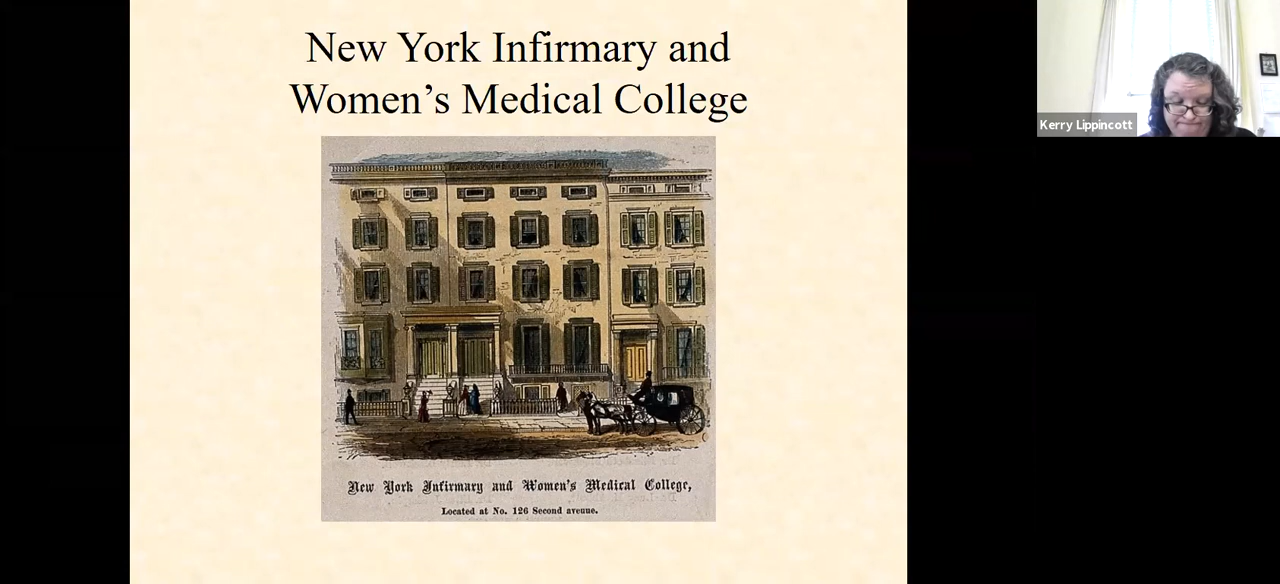 New York Infirmary and
Women’s Medical College
New York Infirmary and Women's Medical College,
Located at No. 126 Second avenue.
Kerry Lippincott